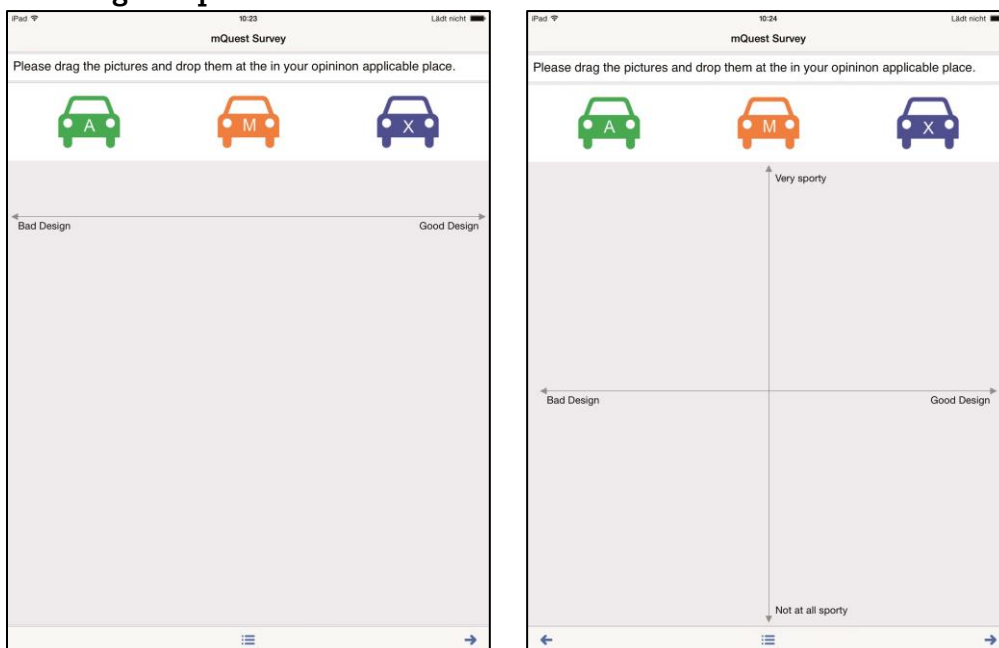 iPad 10:23 Lädt nicht
mQuest Survey
Please drag the pictures and drop them at the in your opininon applicable place.
A M X
Bad Design Good Design
iPad 10:24 Lädt nicht
mQuest Survey
Please drag the pictures and drop them at the in your opininon applicable place.
A M X
Very sporty
Bad Design Good Design
Not at all sporty